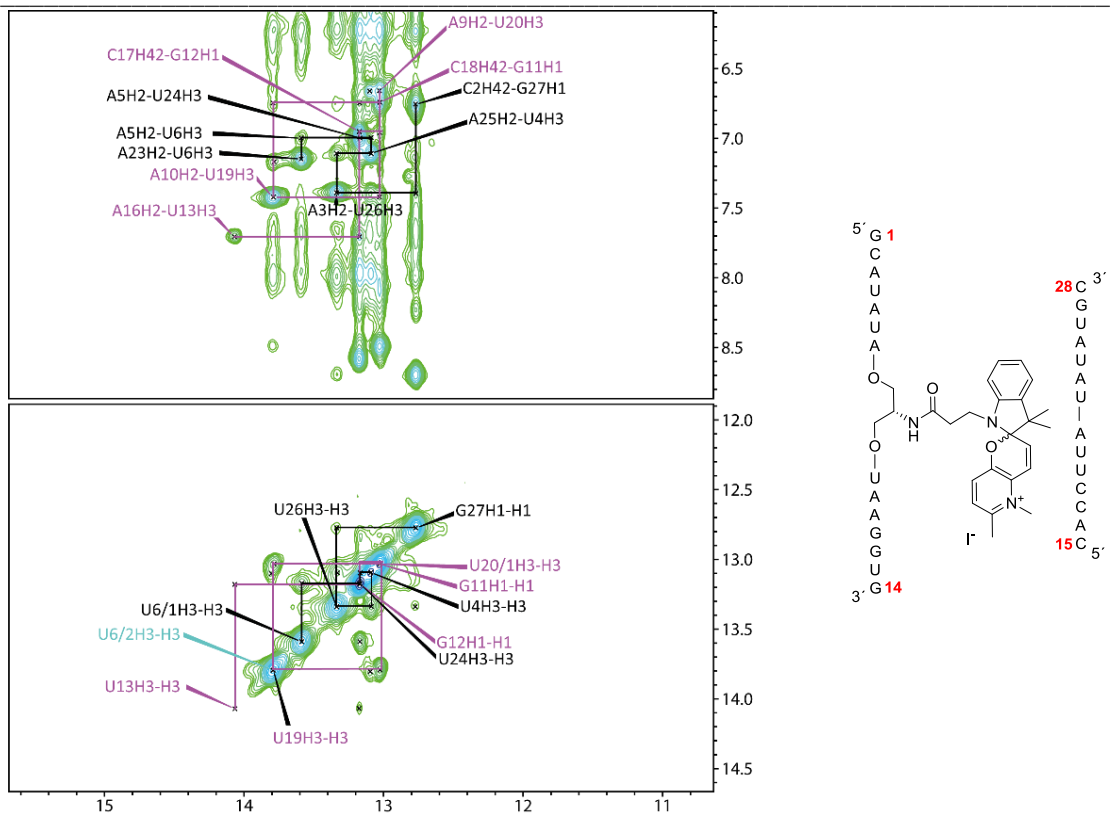 A9H2-U20H3
C17H42-G12H1
C18H42-G11H1
A5H2-U24H3
C2H42-G27H1
A5H2-U6H3
A25H2-U4H3
A23H2-U6H3
A10H2-U19H3
A16H2-U13H3
A3H2-U26H3
6.5
7.0
7.5
8.0
8.5
U26H3-H3
G27H1-H1
U20/1H3-H3
G11H1-H1
U6/1H3-H3
U4H3-H3
U6/2H3-H3
G12H1-H1
U24H3-H3
U13H3-H3
U19H3-H3
12.0
12.5
13.0
13.5
14.0
14.5
15 14 13 12 11
5´ G 1
C
A
U
A
U
A
O
O
U
A
A
G
G
U
3´ G 14
O
N
H
N
O
N+
I-
28 C 3´
G
U
A
U
A
U
A
U
U
C
C
A
15 C 5´